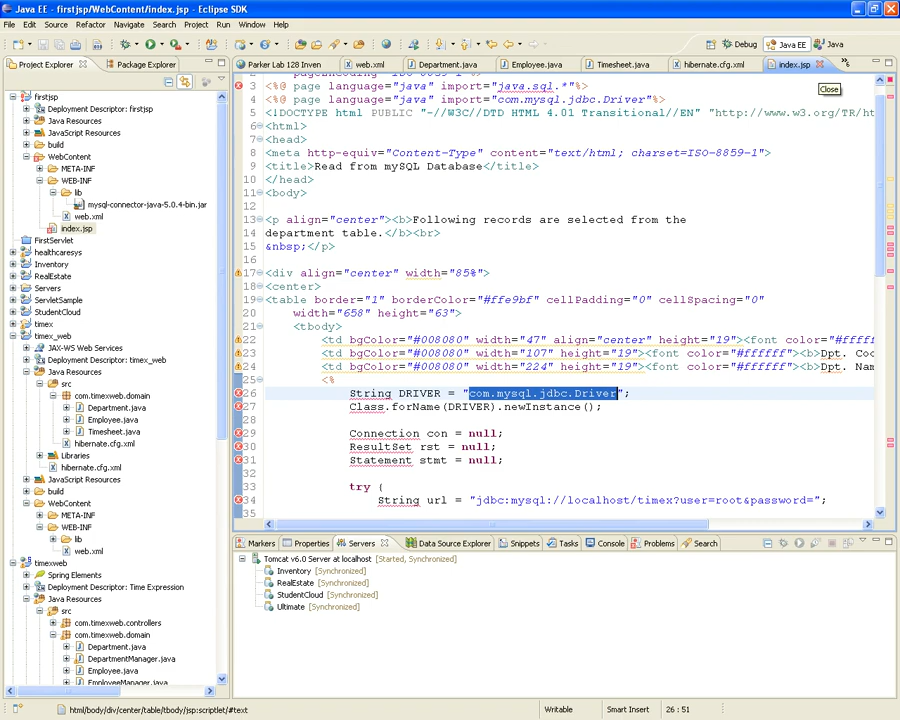 Java EE - firstjsp/WebContent/index.jsp - Eclipse SDK
File Edit Source Refactor Navigate Search Project Run Window Help
Debug Java EE Java
Project Explorer Package Explorer
firstjsp
Deployment Descriptor: firstjsp
Java Resources
JavaScript Resources
build
WebContent
META-INF
WEB-INF
lib
mysql-connector-java-5.0.4-bin.jar
web.xml
index.jsp
FirstServlet
healthcaresys
Inventory
RealEstate
Servers
ServletSample
StudentCloud
timex
timex_web
JAX-WS Web Services
Deployment Descriptor: timex_web
Java Resources
src
com.timexweb.domain
Department.java
Employee.java
Timesheet.java
hibernate.cfg.xml
Libraries
hibernate.cfg.xml
JavaScript Resources
build
WebContent
META-INF
WEB-INF
lib
web.xml
timexweb
Spring Elements
Deployment Descriptor: Time Expression
Java Resources
src
com.timexweb.controllers
com.timexweb.domain
Department.java
DepartmentManager.java
Employee.java
EmployeeManager.java
Parker Lab 128 Inven web.xml Department.java Employee.java Timesheet.java hibernate.cfg.xml index.jsp
Close
3 <%@ page language="java" import="java.sql.*"%>
4 <%@ page language="java" import="com.mysql.jdbc.Driver"%>
5 <!DOCTYPE html PUBLIC "-//W3C//DTD HTML 4.01 Transitional//EN" "http://www.w3.org/TR/ht
6 <html>
7 <head>
8 <meta http-equiv="Content-Type" content="text/html; charset=ISO-8859-1">
9 <title>Read from mySQL Database</title>
10 </head>
11 <body>
12
13 <p align="center"><b>Following records are selected from the
14 department table.</b><br>
15 &nbsp;</p>
16
17 <div align="center" width="85%">
18 <center>
19 <table border="1" borderColor="#ffe9bf" cellPadding="0" cellSpacing="0"
20 width="658" height="63">
21 <tbody>
22 <td bgColor="#008080" width="47" align="center" height="19"><font color="#fffff
23 <td bgColor="#008080" width="107" height="19"><font color="#ffffff"><b>Dpt. Coo
24 <td bgColor="#008080" width="224" height="19"><font color="#ffffff"><b>Dpt. Nam
25 <%
26 String DRIVER = "com.mysql.jdbc.Driver";
27 Class.forName(DRIVER).newInstance();
28
29 Connection con = null;
30 ResultSet rst = null;
31 Statement stmt = null;
32
33 try {
34 String url = "jdbc:mysql://localhost/timex?user=root&password=";
35
Markers Properties Servers Data Source Explorer Snippets Tasks Console Problems Search
Tomcat v6.0 Server at localhost [Started, Synchronized]
Inventory [Synchronized]
RealEstate [Synchronized]
StudentCloud [Synchronized]
Ultimate [Synchronized]
html/body/div/center/table/tbody/jsp:scriptlet/#text Writable Smart Insert 26 : 51